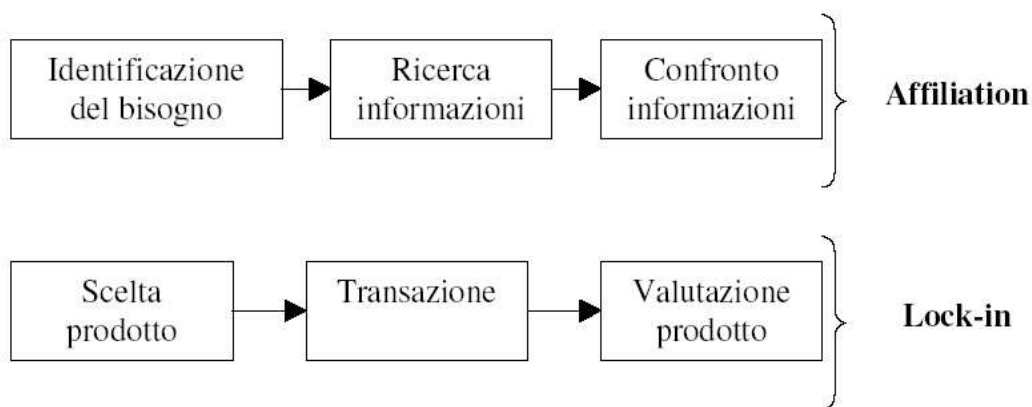 Identificazione
del bisogno
Ricerca
informazioni
Confronto
informazioni
Affiliation
Scelta
prodotto
Transazione
Valutazione
prodotto
Lock-in